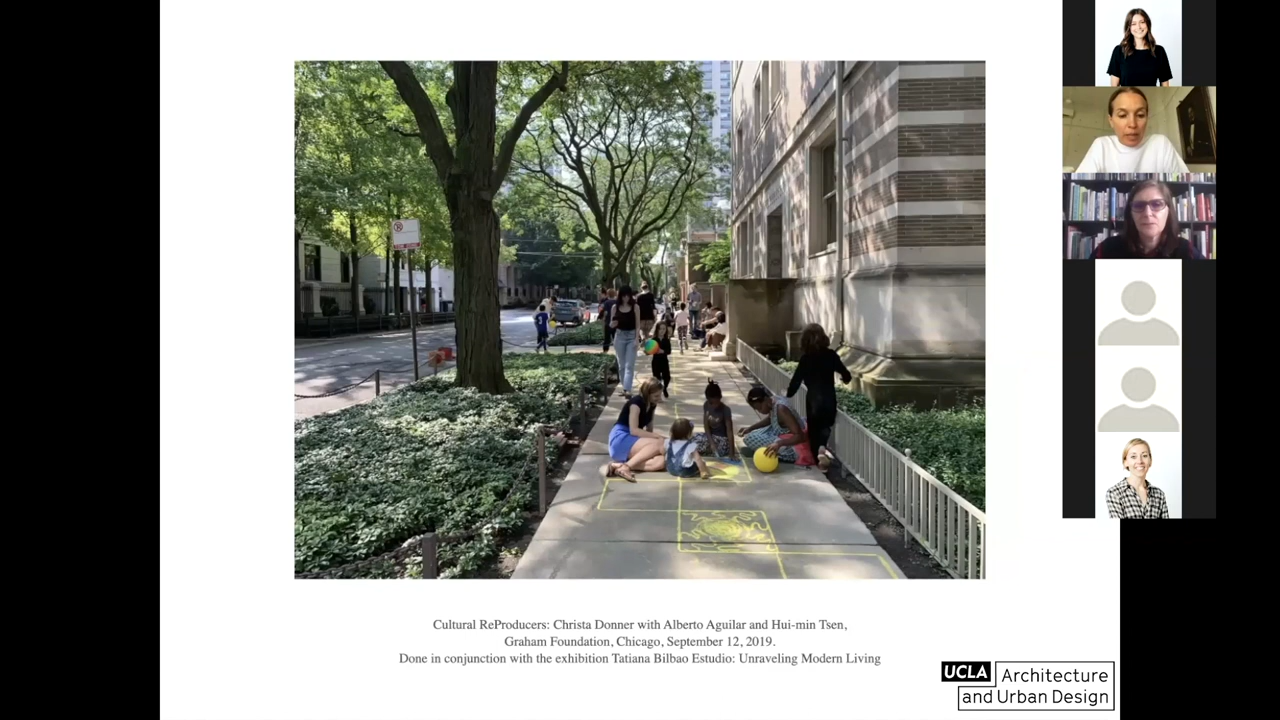 Cultural ReProducers: Christa Donner with Alberto Aguilar and Hui-min Tsen,
Graham Foundation, Chicago, September 12, 2019.
Done in conjunction with the exhibition Tatiana Bilbao Estudio: Unraveling Modern Living
UCLA Architecture
and Urban Design